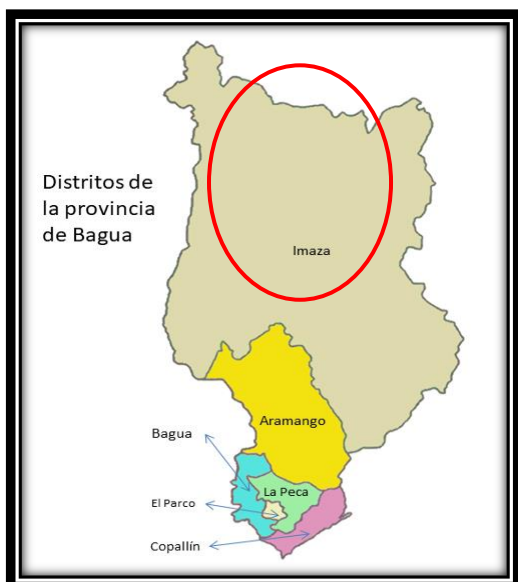 Distritos de
la provincia
de Bagua
Imaza
Aramango
Bagua
La Peca
El Parco
Copallín